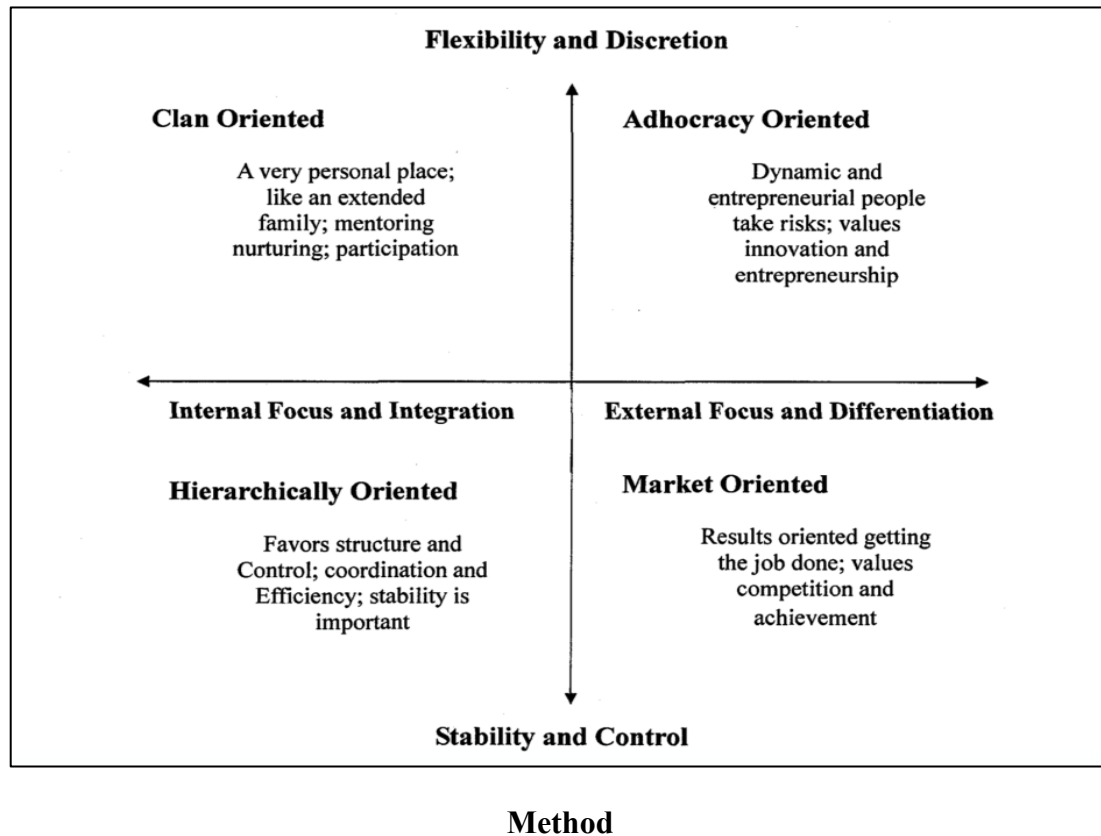 Flexibility and Discretion
Clan Oriented
A very personal place;
like an extended
family; mentoring
nurturing; participation
Adhocracy Oriented
Dynamic and
entrepreneurial people
take risks; values
innovation and
entrepreneurship
Internal Focus and Integration
External Focus and Differentiation
Hierarchically Oriented
Favors structure and
Control; coordination and
Efficiency; stability is
important
Market Oriented
Results oriented getting
the job done; values
competition and
achievement
Stability and Control
Method